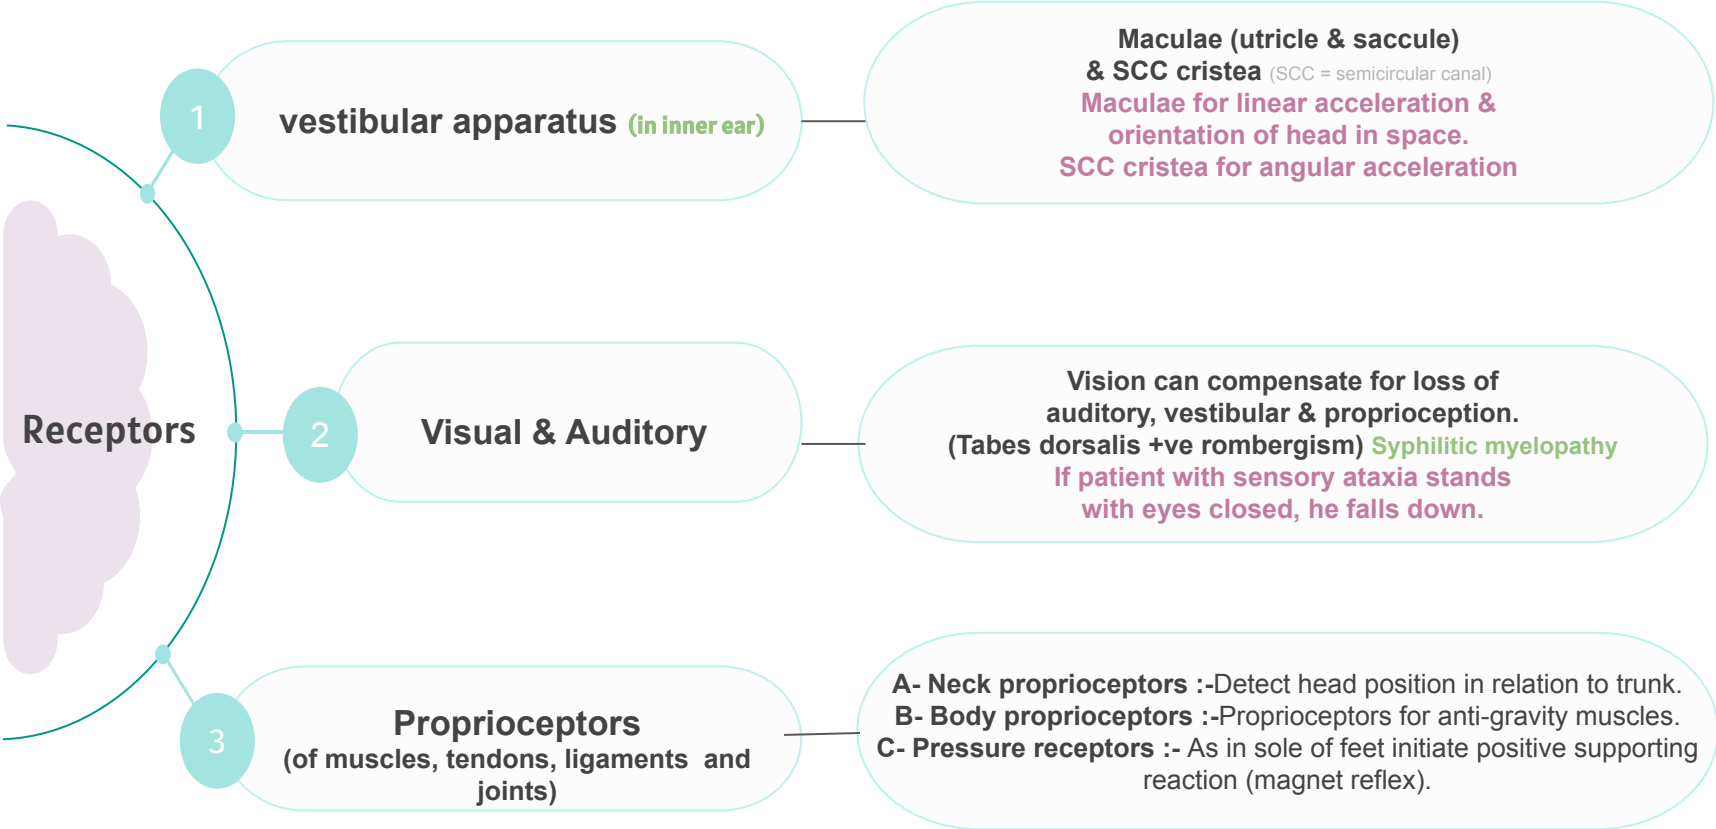 Receptors
1
vestibular apparatus (in inner ear)
Maculae (utricle & saccule)
& SCC cristea (SCC = semicircular canal)
Maculae for linear acceleration &
orientation of head in space.
SCC cristea for angular acceleration
2
Visual & Auditory
Vision can compensate for loss of
auditory, vestibular & proprioception.
(Tabes dorsalis +ve rombergism) Syphilitic myelopathy
If patient with sensory ataxia stands
with eyes closed, he falls down.
3
Proprioceptors
(of muscles, tendons, ligaments and
joints)
A- Neck proprioceptors :-Detect head position in relation to trunk.
B- Body proprioceptors :-Proprioceptors for anti-gravity muscles.
C- Pressure receptors :- As in sole of feet initiate positive supporting
reaction (magnet reflex).